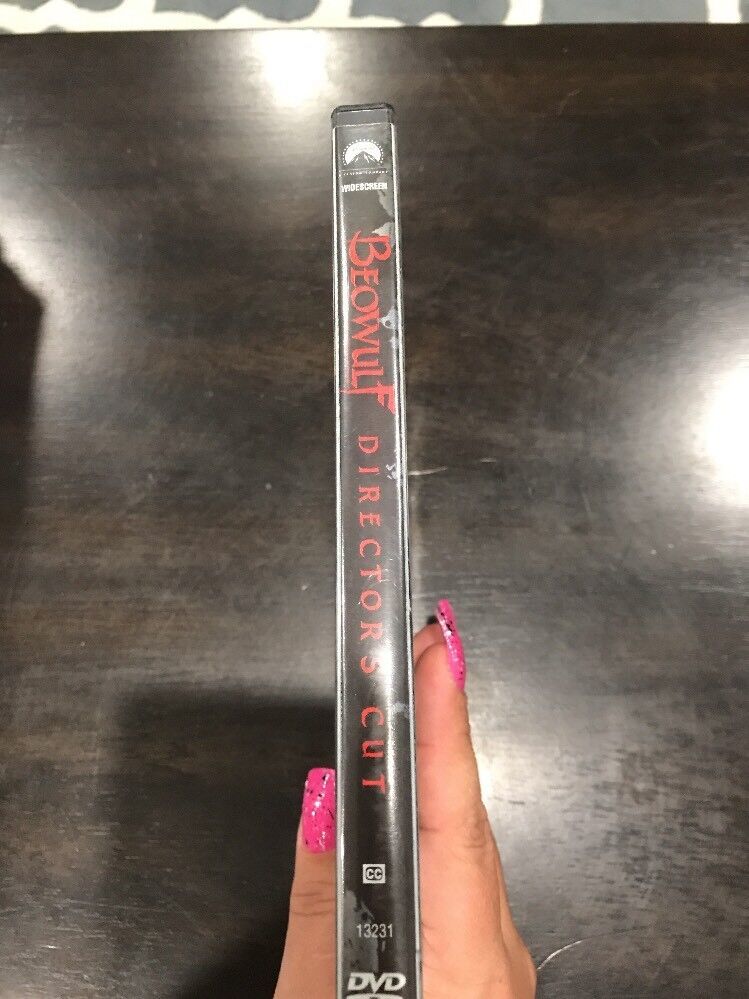 WIDESCREEN
BEOWULF
DIRECTORS CUT
CC
13231
DVD